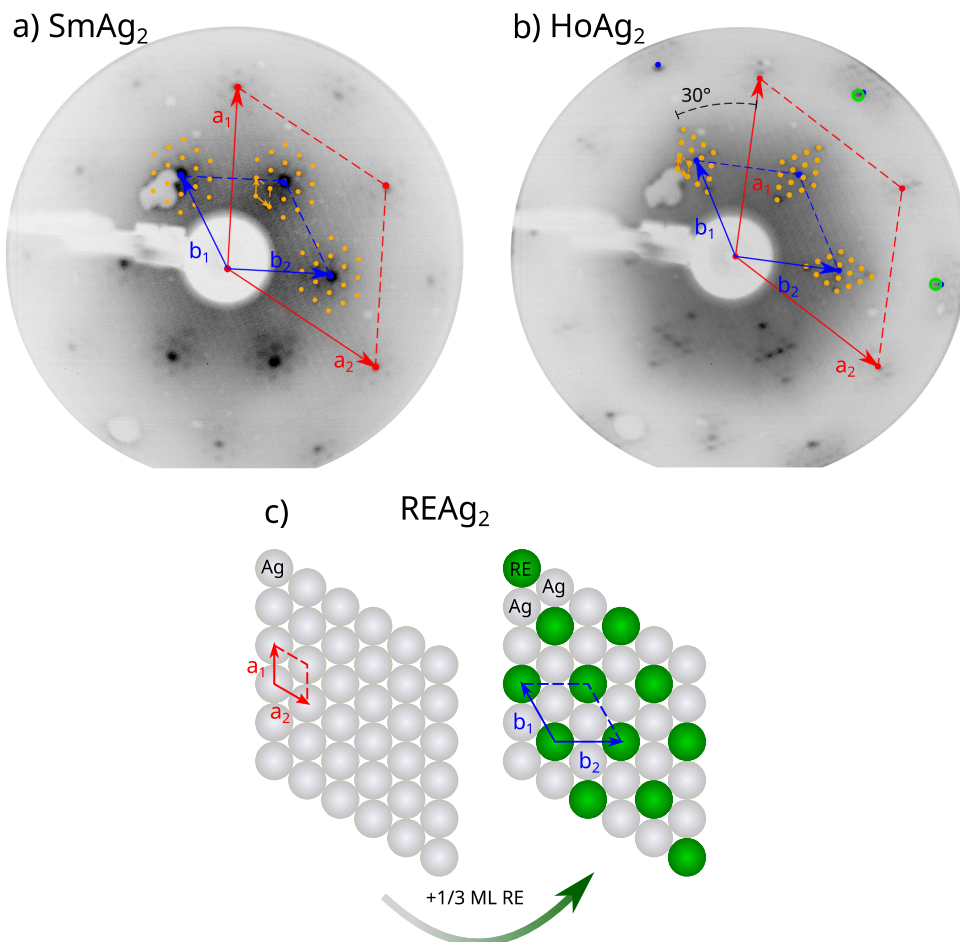 a) SmAg₂
b) HoAg₂
a₁
b₁
b₂
a₂
30°
a₁
b₁
b₂
a₂
c)
REAg₂
Ag
a₁
a₂
RE
Ag
Ag
b₁
b₂
+1/3 ML RE